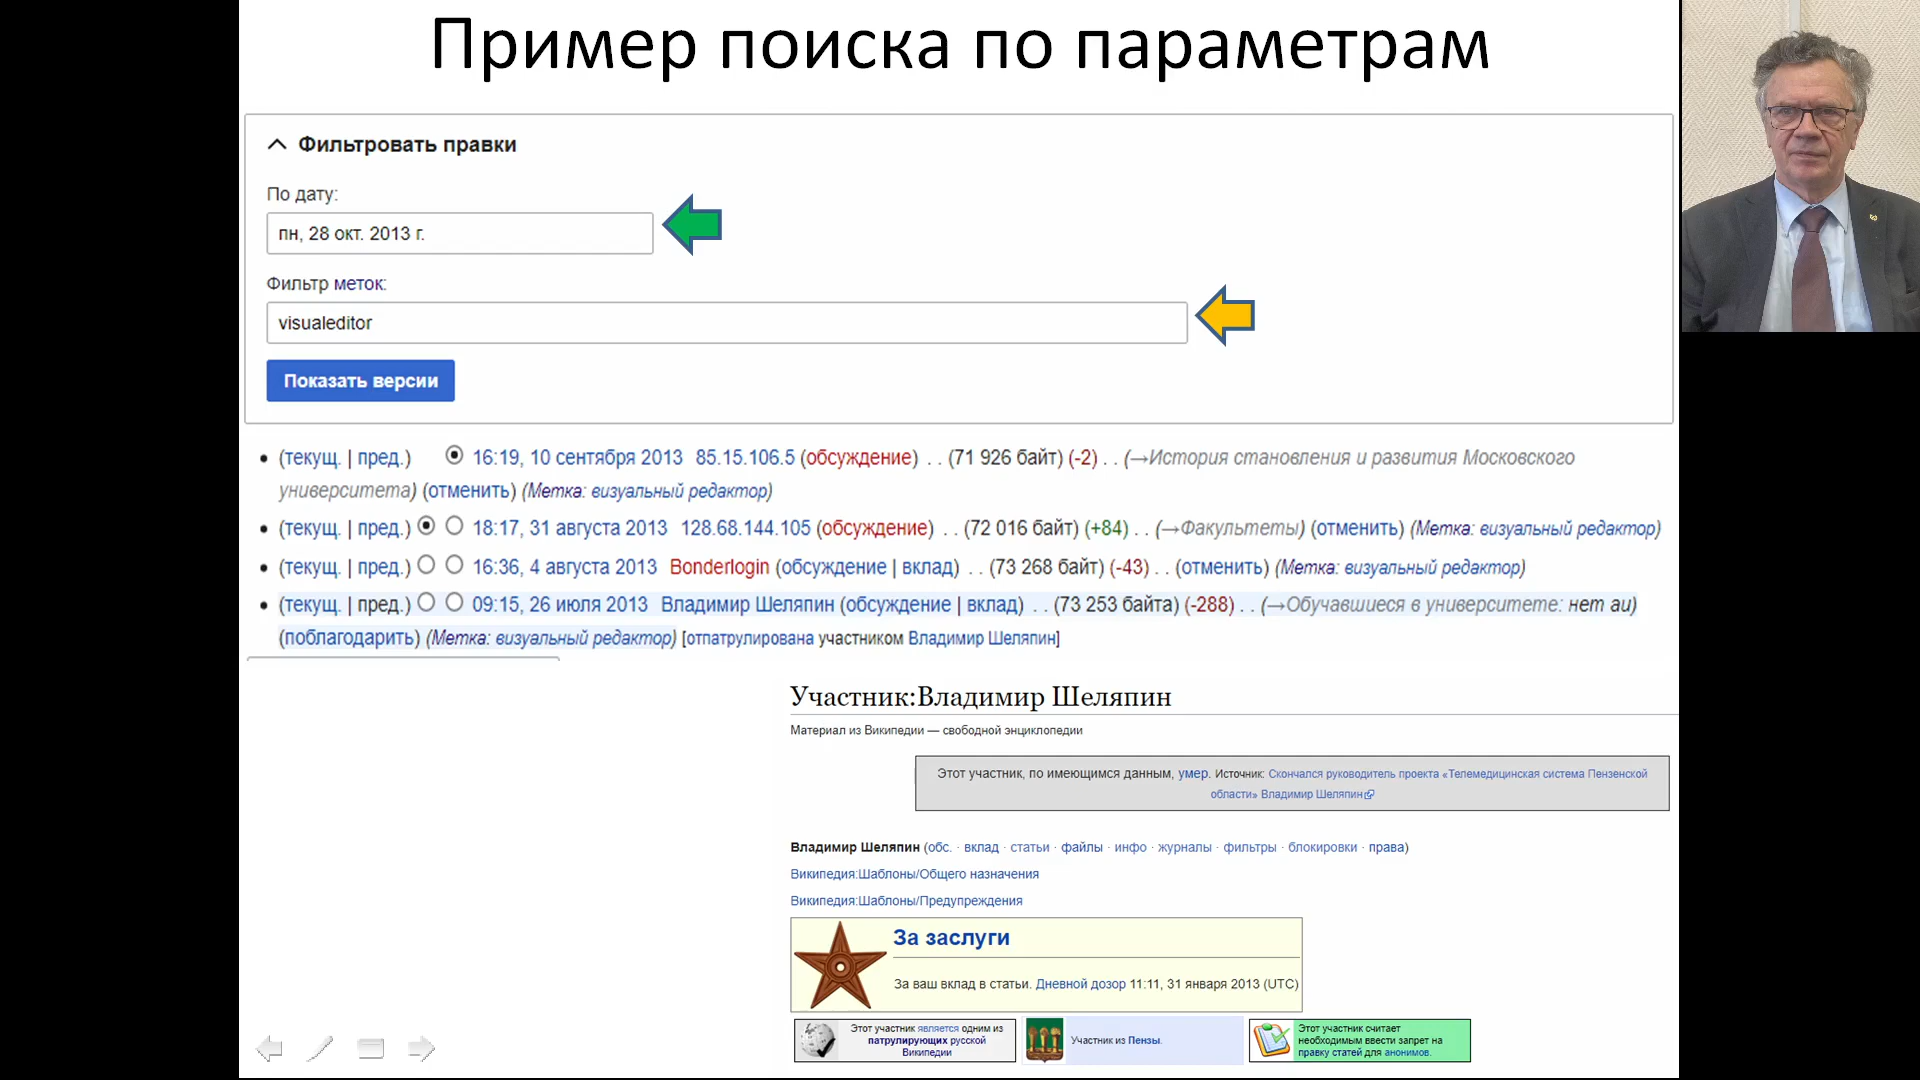 Пример поиска по параметрам
Фильтровать правки
По дату:
пн, 28 окт. 2013 г.
Фильтр меток:
visualeditor
Показать версии
(текущ. | пред.) 16:19, 10 сентября 2013 85.15.106.5 (обсуждение) . . (71 926 байт) (-2) . . (→История становления и развития Московского
университета) (отменить) (Метка: визуальный редактор)
(текущ. | пред.) 18:17, 31 августа 2013 128.68.144.105 (обсуждение) . . (72 016 байт) (+84) . . (→Факультеты) (отменить) (Метка: визуальный редактор)
(текущ. | пред.) 16:36, 4 августа 2013 Bonderlogin (обсуждение | вклад) . . (73 268 байт) (-43) . . (отменить) (Метка: визуальный редактор)
(текущ. | пред.) 09:15, 26 июля 2013 Владимир Шеляпин (обсуждение | вклад) . . (73 253 байта) (-288) . . (→Обучавшиеся в университете: нет аи)
(поблагодарить) (Метка: визуальный редактор) [отпатрулирована участником Владимир Шеляпин]
Участник:Владимир Шеляпин
Материал из Википедии — свободной энциклопедии
Этот участник, по имеющимся данным, умер. Источник: Скончался руководитель проекта «Телемедицинская система Пензенской
области» Владимир Шеляпин
Владимир Шеляпин (обс. · вклад · статьи · файлы · инфо · журналы · фильтры · блокировки · права)
Википедия:Шаблоны/Общего назначения
Википедия:Шаблоны/Предупреждения
За заслуги
За ваш вклад в статьи. Дневной дозор 11:11, 31 января 2013 (UTC)
Этот участник является одним из
патрулирующих русской
Википедии
Участник из Пензы.
Этот участник считает
необходимым ввести запрет на
правку статей для анонимов.